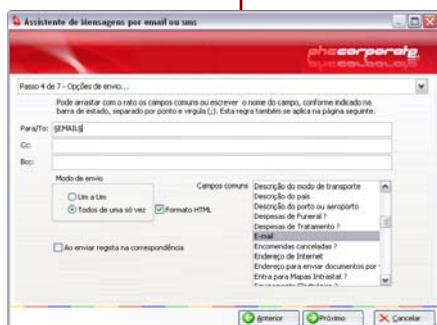 Assistente de Mensagens por email ou sms
phccorporate
Passo 4 de 7 - Opções de envio...
Pode arrastar com o rato os campos comuns ou escrever o nome do campo, conforme indicado na
barra de estado, separado por ponto e vírgula (;). Esta regra também se aplica na página seguinte.
Para/To: §EMAIL§
Cc:
Bcc:
Modo de envio
Um a Um
Todos de uma só vez
Formato HTML
Campos comuns
Descrição do modo de transporte
Descrição do país
Descrição do porto ou aeroporto
Despesas de Funeral ?
Despesas de Tratamento ?
E-mail
Encomendas canceladas ?
Endereço de Internet
Endereço para enviar documentos por
Entra para Mapas Intrastat ?
Ao enviar regista na correspondência
Anterior
Próximo
Cancelar